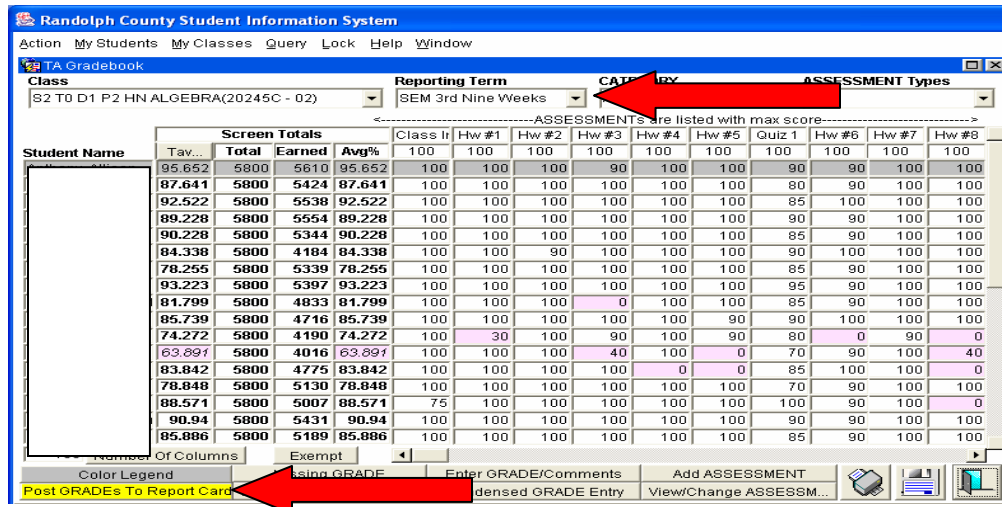 Randolph County Student Information System
Action My Students My Classes Query Lock Help Window
TA Gradebook
Class Reporting Term ASSESSMENT Types
S2 T0 D1 P2 HN ALGEBRA(20245C - 02) SEM 3rd Nine Weeks
<------------------------ASSESSMENTs are listed with max score------------------------>
Screen Totals Class Ir Hw #1 Hw #2 Hw #3 Hw #4 Hw #5 Quiz 1 Hw #6 Hw #7 Hw #8
Student Name Tav... Total Earned Avg% 100 100 100 100 100 100 100 100 100 100
95.652 5800 5610 95.652 100 100 100 90 100 100 90 90 100 100
87.641 5800 5424 87.641 100 100 100 100 100 100 80 90 100 100
92.522 5800 5538 92.522 100 100 100 100 100 100 85 100 100 100
89.228 5800 5554 89.228 100 100 100 100 100 100 90 90 100 100
90.228 5800 5344 90.228 100 100 100 100 100 100 85 90 100 100
84.338 5800 4184 84.338 100 100 90 100 100 100 90 100 100 100
78.255 5800 5339 78.255 100 100 100 100 100 100 85 90 100 100
93.223 5800 5397 93.223 100 100 100 100 100 100 95 90 100 100
81.799 5800 4833 81.799 100 100 100 0 100 100 85 90 100 100
85.739 5800 4716 85.739 100 100 100 100 100 90 90 100 100 100
74.272 5800 4190 74.272 100 30 100 90 100 90 80 0 90 0
63.891 5800 4016 63.891 100 100 100 40 100 0 70 90 100 40
83.842 5800 4775 83.842 100 100 100 100 0 0 85 100 100 0
78.848 5800 5130 78.848 100 100 100 100 100 100 70 90 100 100
88.571 5800 5007 88.571 75 100 100 100 100 100 100 90 100 0
90.94 5800 5431 90.94 100 100 100 100 100 100 90 90 100 100
85.886 5800 5189 85.886 100 100 100 100 100 100 85 90 100 100
Of Columns Exempt
Color Legend GRADE Enter GRADE/Comments Add ASSESSMENT
Post GRADEs To Report Card GRADE Entry View/Change ASSESSM...